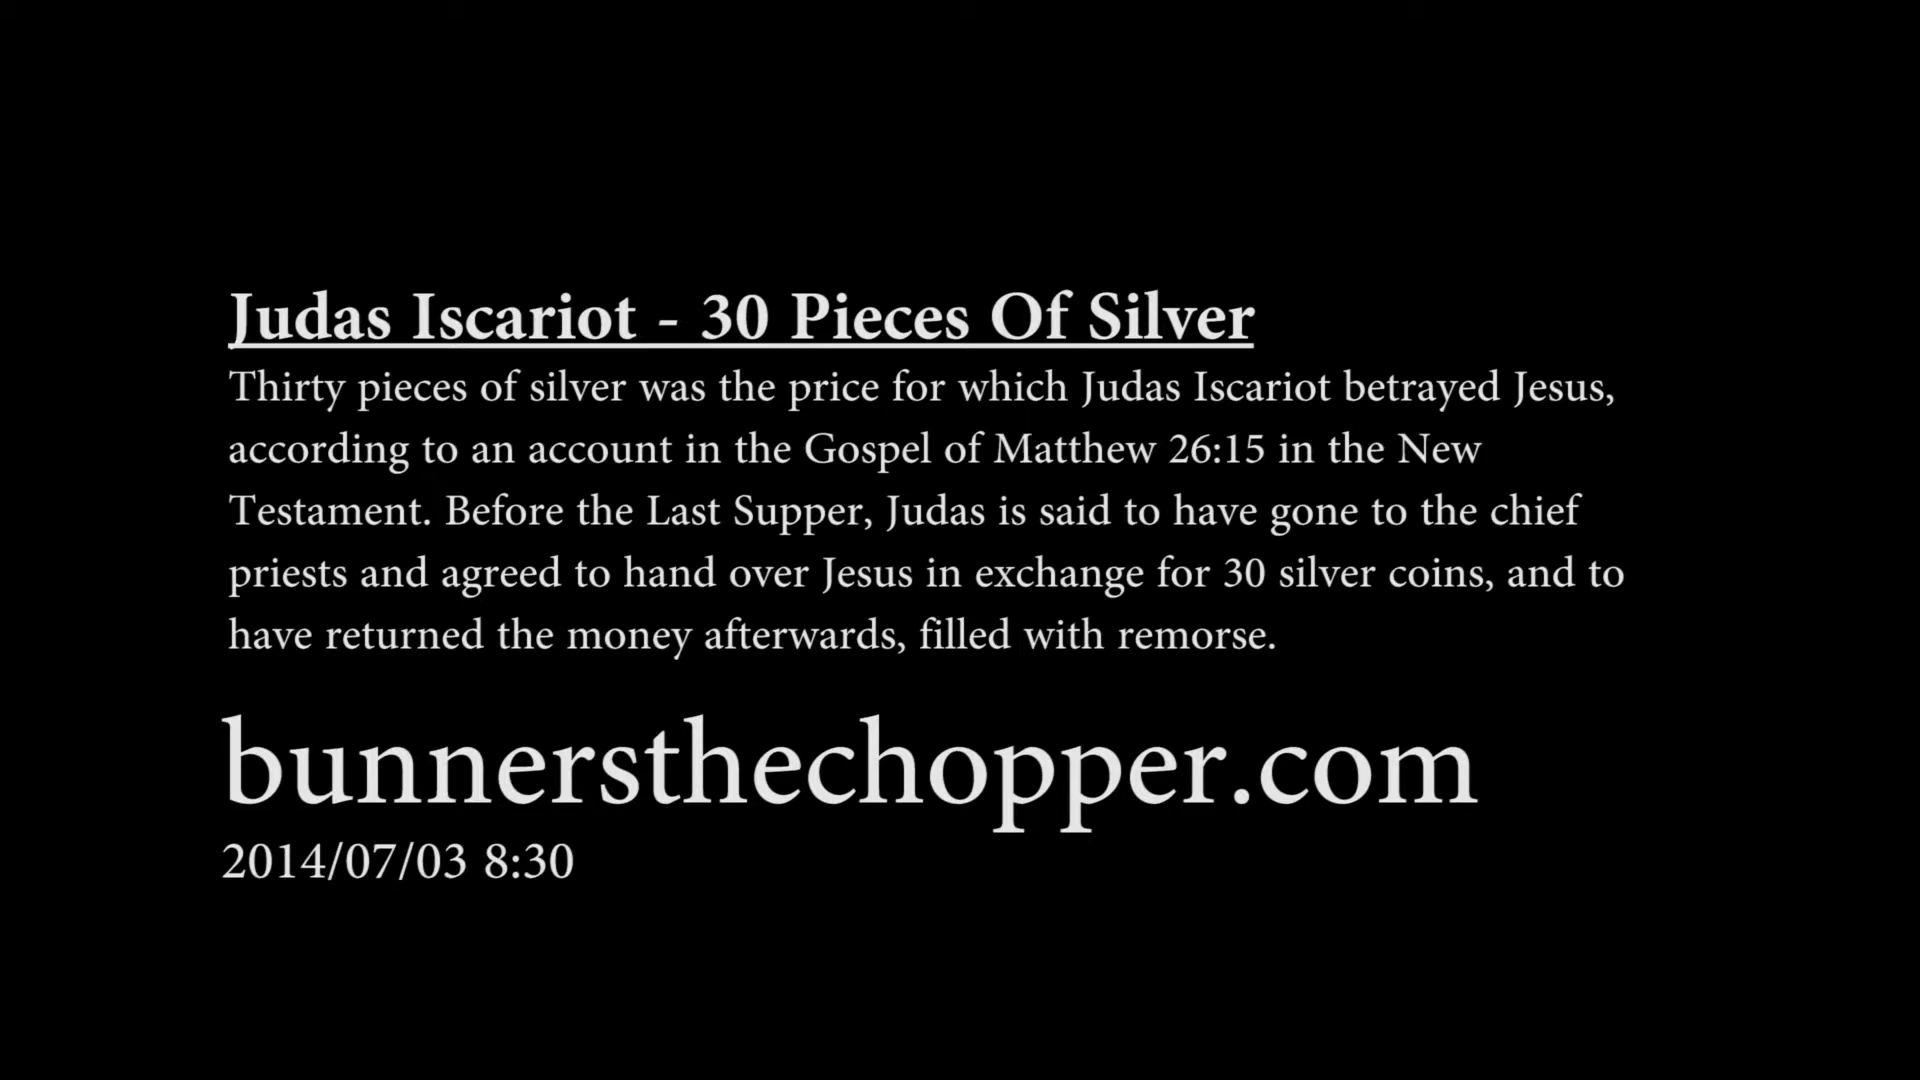 Judas Iscariot - 30 Pieces Of Silver
Thirty pieces of silver was the price for which Judas Iscariot betrayed Jesus,
according to an account in the Gospel of Matthew 26:15 in the New
Testament. Before the Last Supper, Judas is said to have gone to the chief
priests and agreed to hand over Jesus in exchange for 30 silver coins, and to
have returned the money afterwards, filled with remorse.
bunnersthechopper.com
2014/07/03 8:30